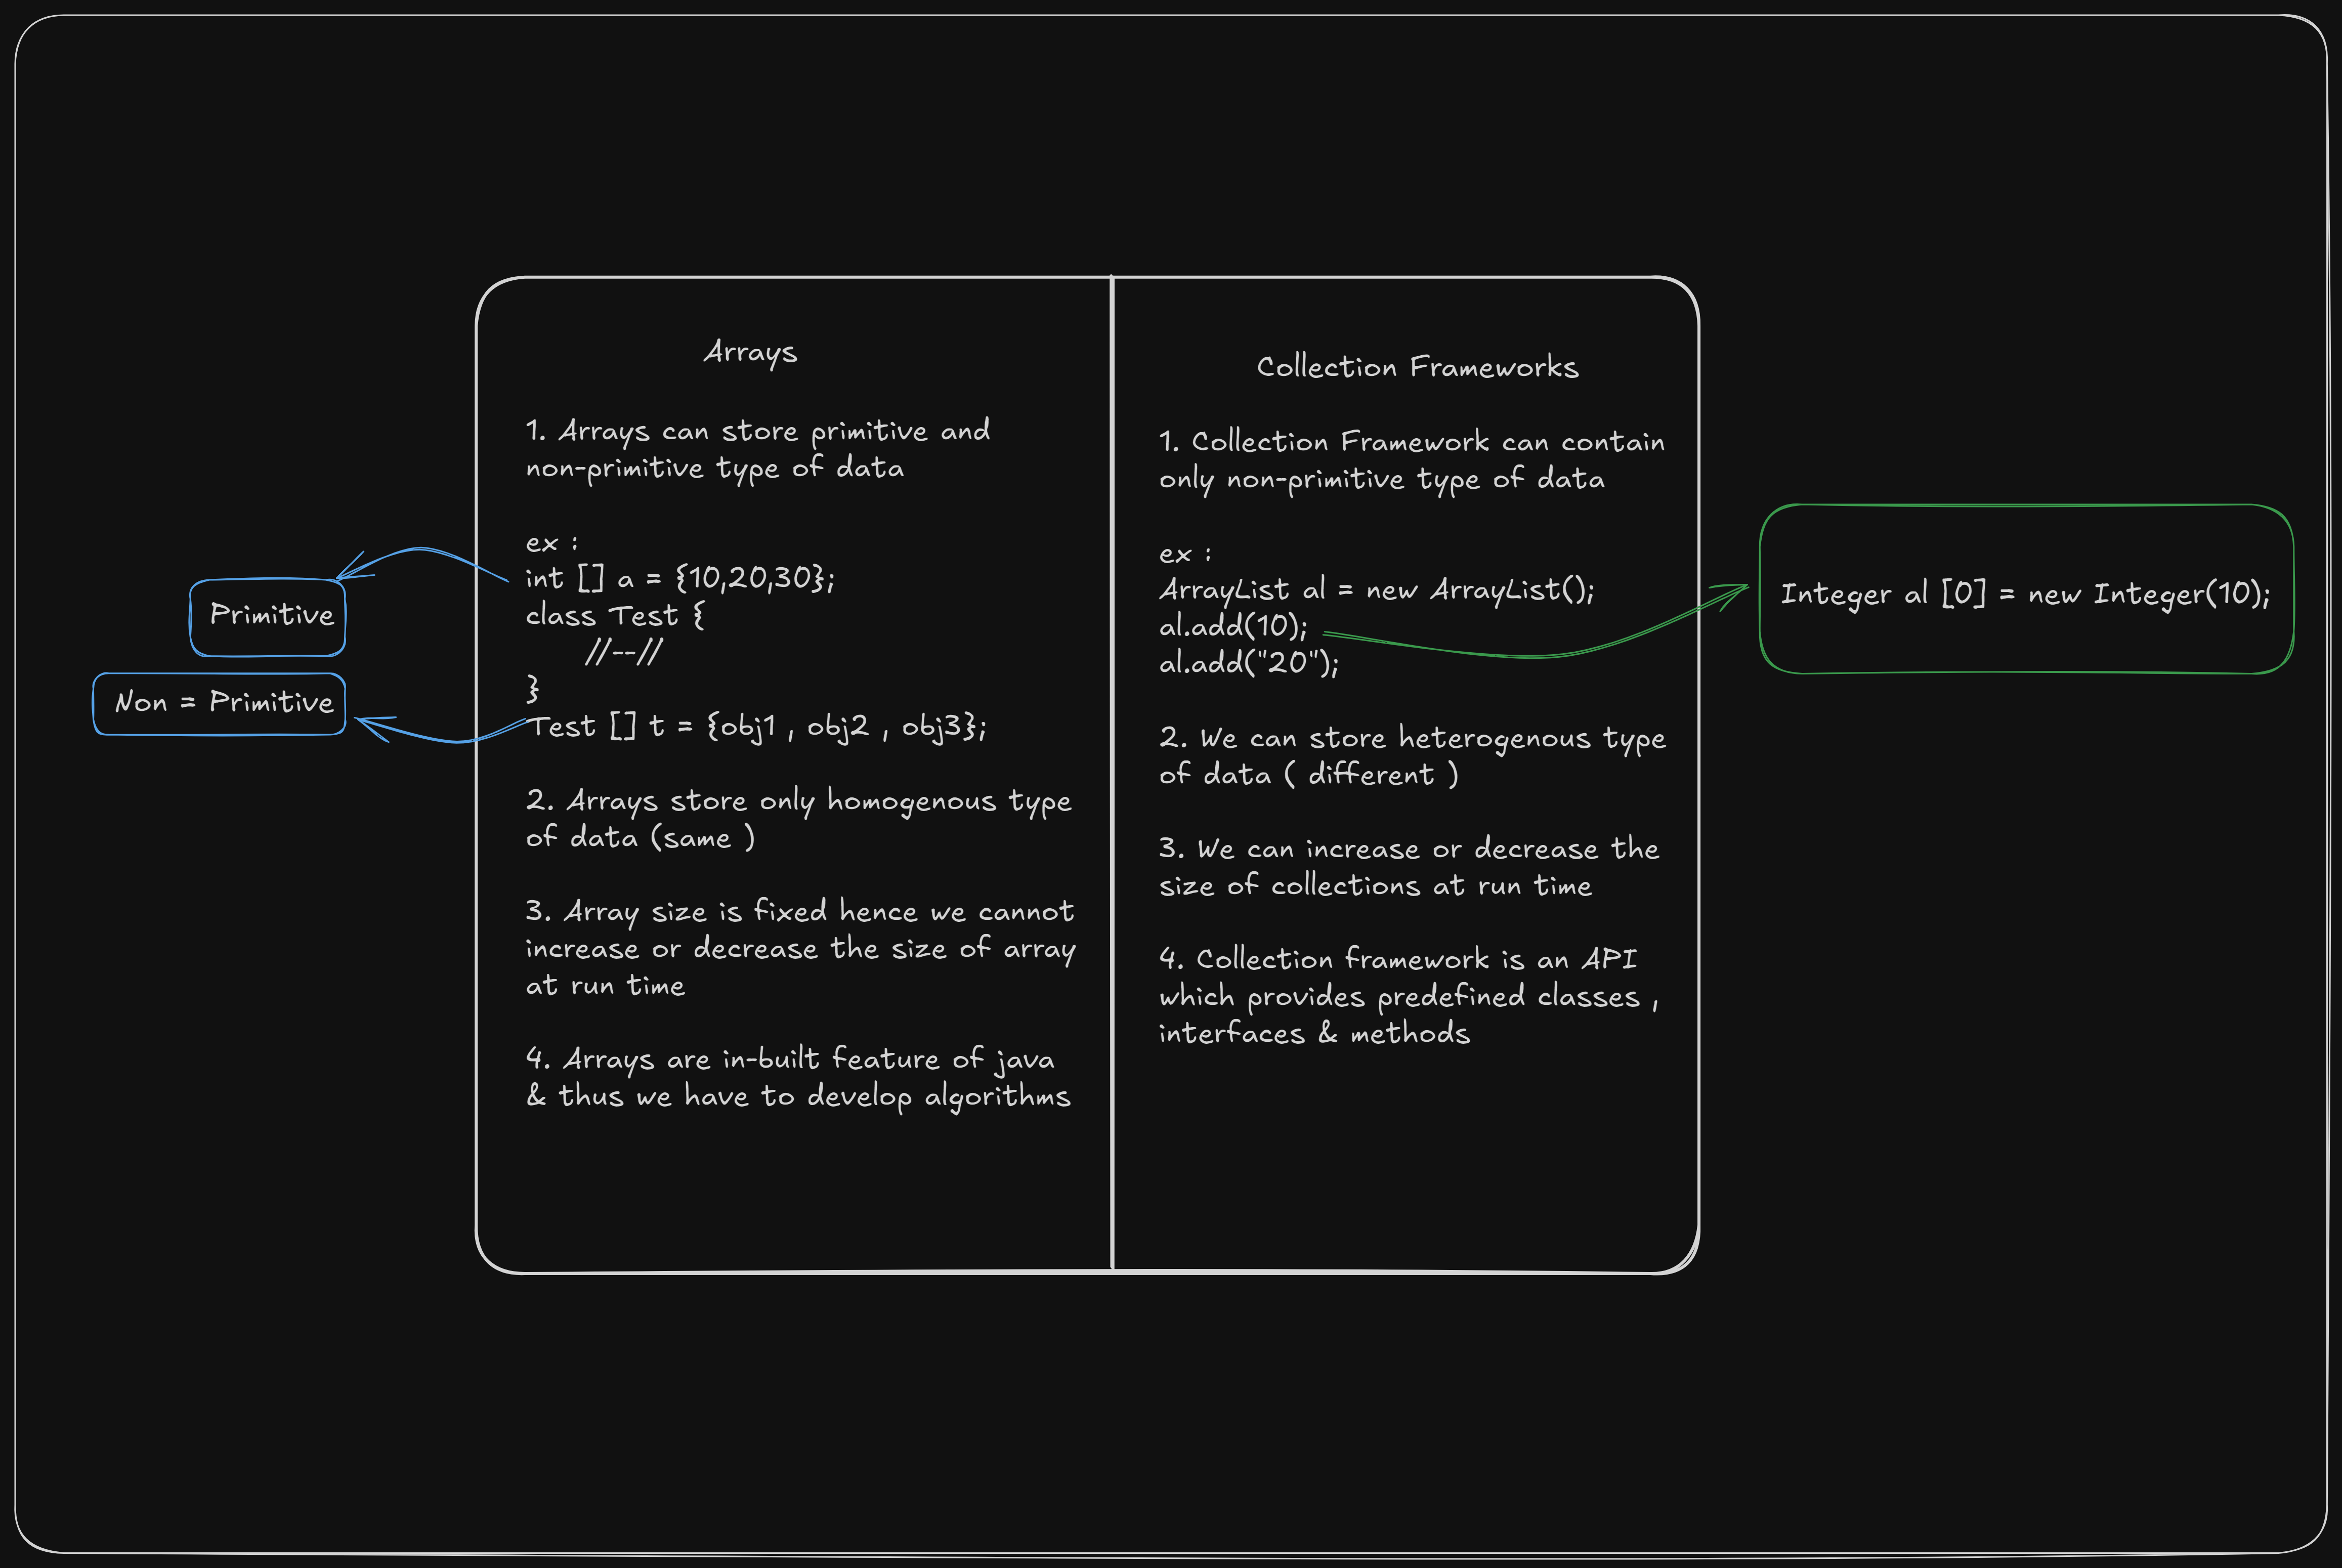 Arrays
1. Arrays can store primitive and
non-primitive type of data
ex :
int [] a = {10,20,30};
class Test {
//--//
}
Test [] t = {obj1 , obj2 , obj3};
2. Arrays store only homogenous type
of data (same )
3. Array size is fixed hence we cannot
increase or decrease the size of array
at run time
4. Arrays are in-built feature of java
& thus we have to develop algorithms
Primitive
Non = Primitive
Collection Frameworks
1. Collection Framework can contain
only non-primitive type of data
ex :
ArrayList al = new ArrayList();
al.add(10);
al.add("20");
2. We can store heterogenous type
of data ( different )
3. We can increase or decrease the
size of collections at run time
4. Collection framework is an API
which provides predefined classes ,
interfaces & methods
Integer al [0] = new Integer(10);